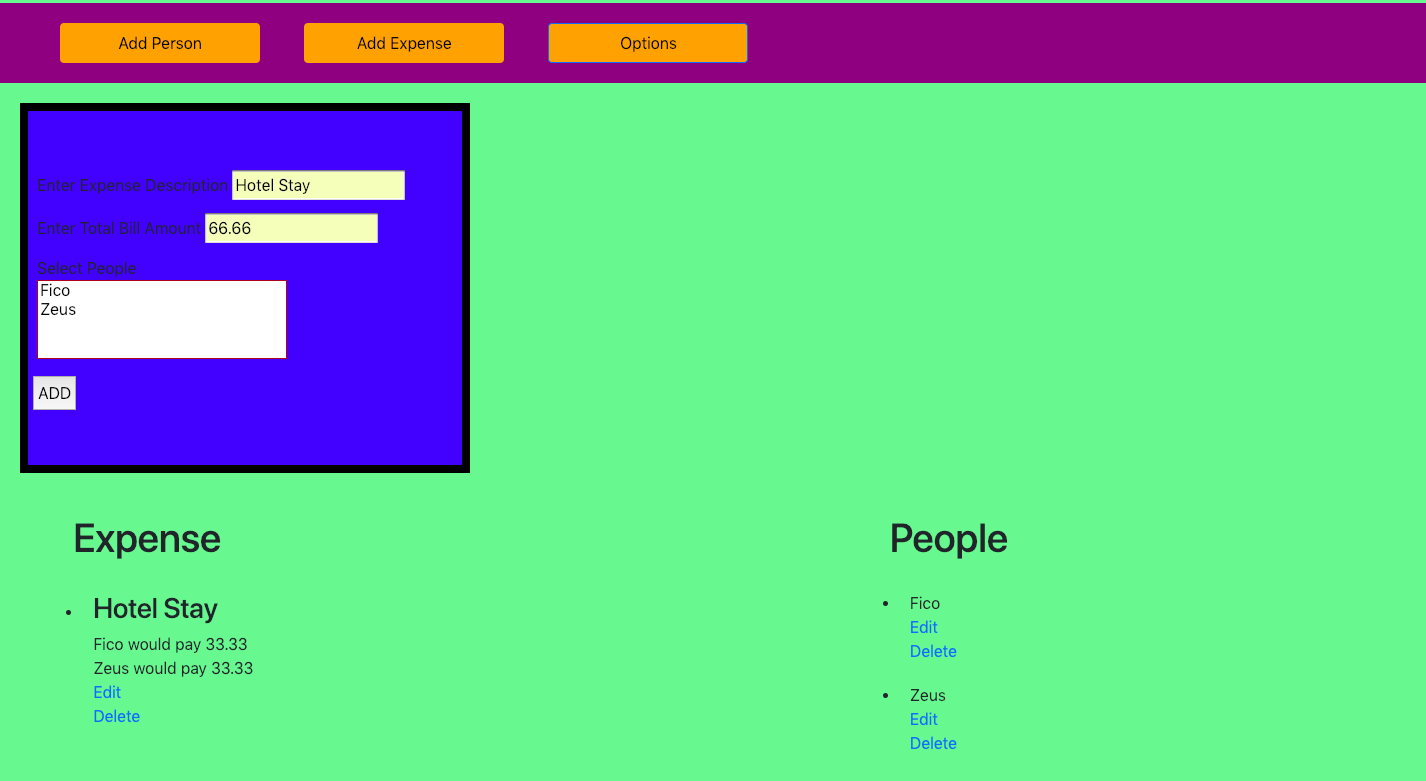 Add Person
Add Expense
Options
Enter Expense Description Hotel Stay
Enter Total Bill Amount 66.66
Select People
Fico
Zeus
ADD
Expense
Hotel Stay
Fico would pay 33.33
Zeus would pay 33.33
Edit
Delete
People
Fico
Edit
Delete
Zeus
Edit
Delete